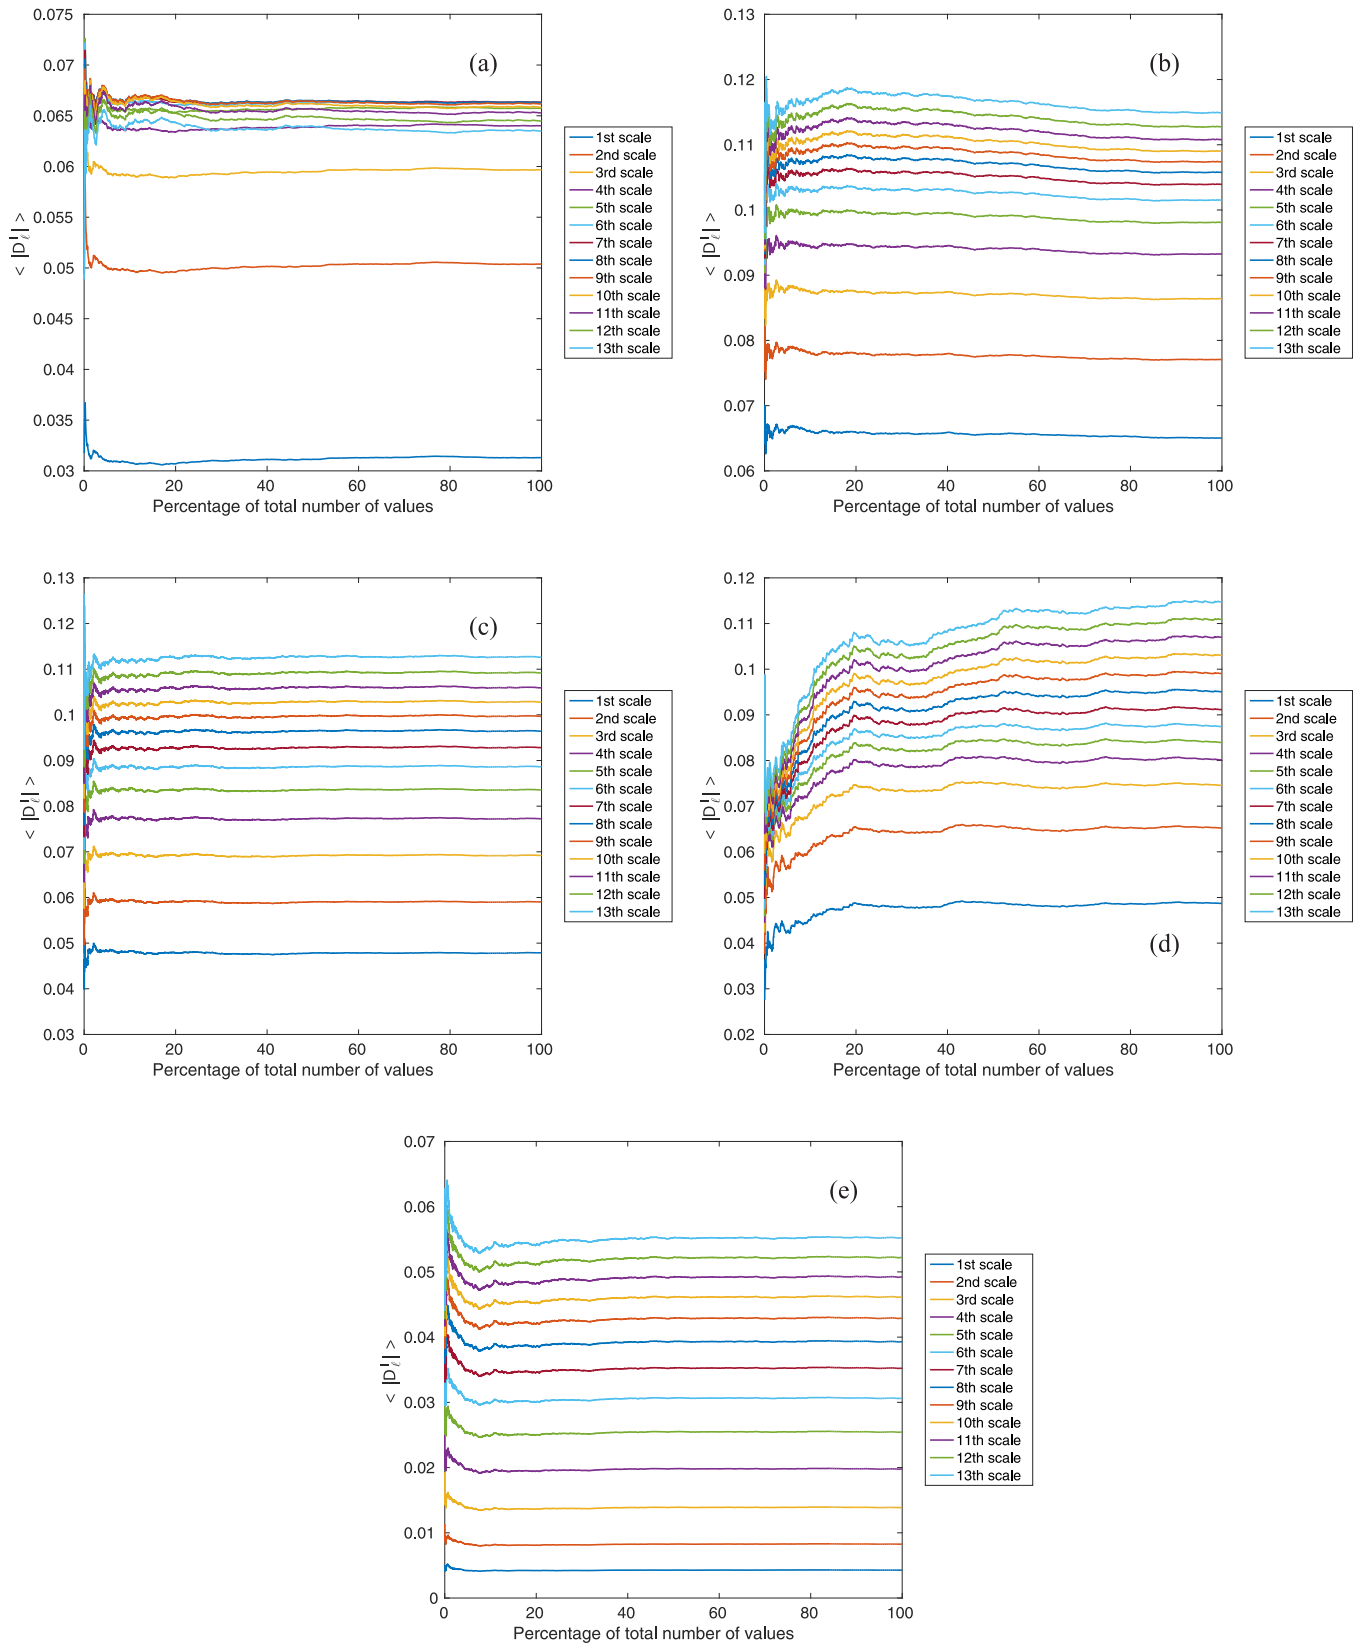 (a)
0.075
0.07
0.065
0.06
0.055
0.05
0.045
0.04
0.035
0.03
0 20 40 60 80 100
Percentage of total number of values
< |D_ℓ^I| >
1st scale
2nd scale
3rd scale
4th scale
5th scale
6th scale
7th scale
8th scale
9th scale
10th scale
11th scale
12th scale
13th scale
(b)
0.13
0.12
0.11
0.1
0.09
0.08
0.07
0.06
0 20 40 60 80 100
Percentage of total number of values
< |D_ℓ^I| >
1st scale
2nd scale
3rd scale
4th scale
5th scale
6th scale
7th scale
8th scale
9th scale
10th scale
11th scale
12th scale
13th scale
(c)
0.13
0.12
0.11
0.1
0.09
0.08
0.07
0.06
0.05
0.04
0.03
0 20 40 60 80 100
Percentage of total number of values
< |D_ℓ^I| >
1st scale
2nd scale
3rd scale
4th scale
5th scale
6th scale
7th scale
8th scale
9th scale
10th scale
11th scale
12th scale
13th scale
0.12
0.11
0.1
0.09
0.08
0.07
0.06
0.05
0.04
0.03
0.02
(d)
0 20 40 60 80 100
Percentage of total number of values
< |D_ℓ^I| >
1st scale
2nd scale
3rd scale
4th scale
5th scale
6th scale
7th scale
8th scale
9th scale
10th scale
11th scale
12th scale
13th scale
(e)
0.07
0.06
0.05
0.04
0.03
0.02
0.01
0
0 20 40 60 80 100
Percentage of total number of values
< |D_ℓ^I| >
1st scale
2nd scale
3rd scale
4th scale
5th scale
6th scale
7th scale
8th scale
9th scale
10th scale
11th scale
12th scale
13th scale